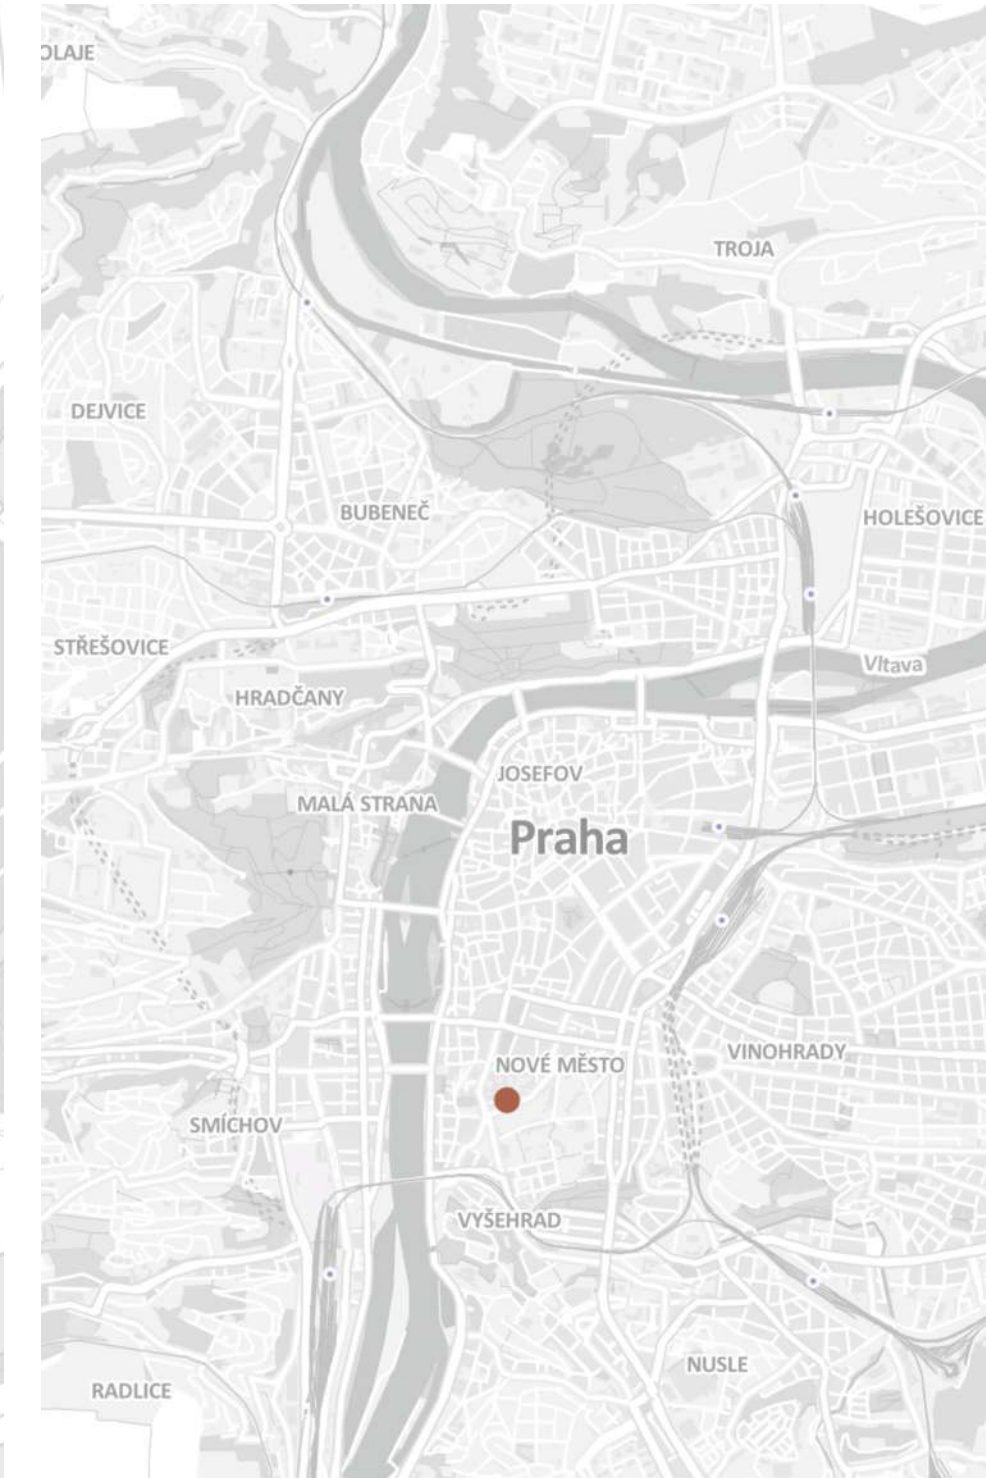 OLAJE
TROJA
DEJVICE
BUBENEČ
HOLEŠOVICE
STŘEŠOVICE
Vltava
HRADČANY
JOSEFOV
MALÁ STRANA
Praha
VINOHRADY
NOVÉ MĚSTO
SMÍCHOV
VYŠEHRAD
NUSLE
RADLICE